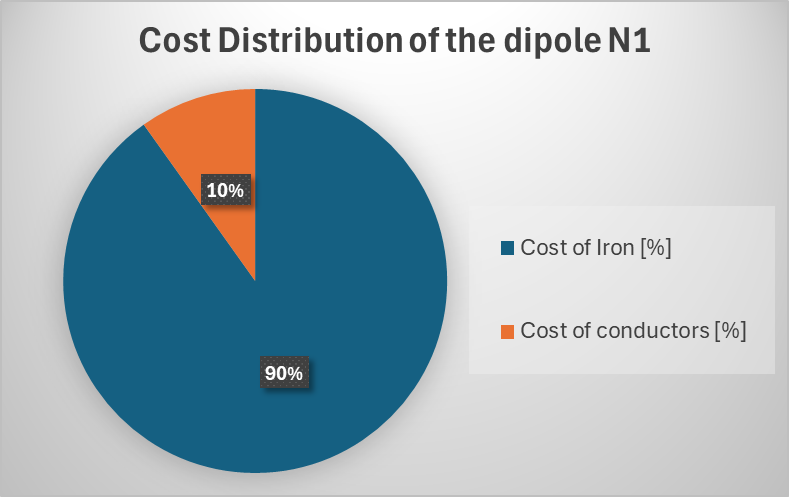 Cost Distribution of the dipole N1
10%
Cost of Iron [%]
Cost of conductors [%]
90%